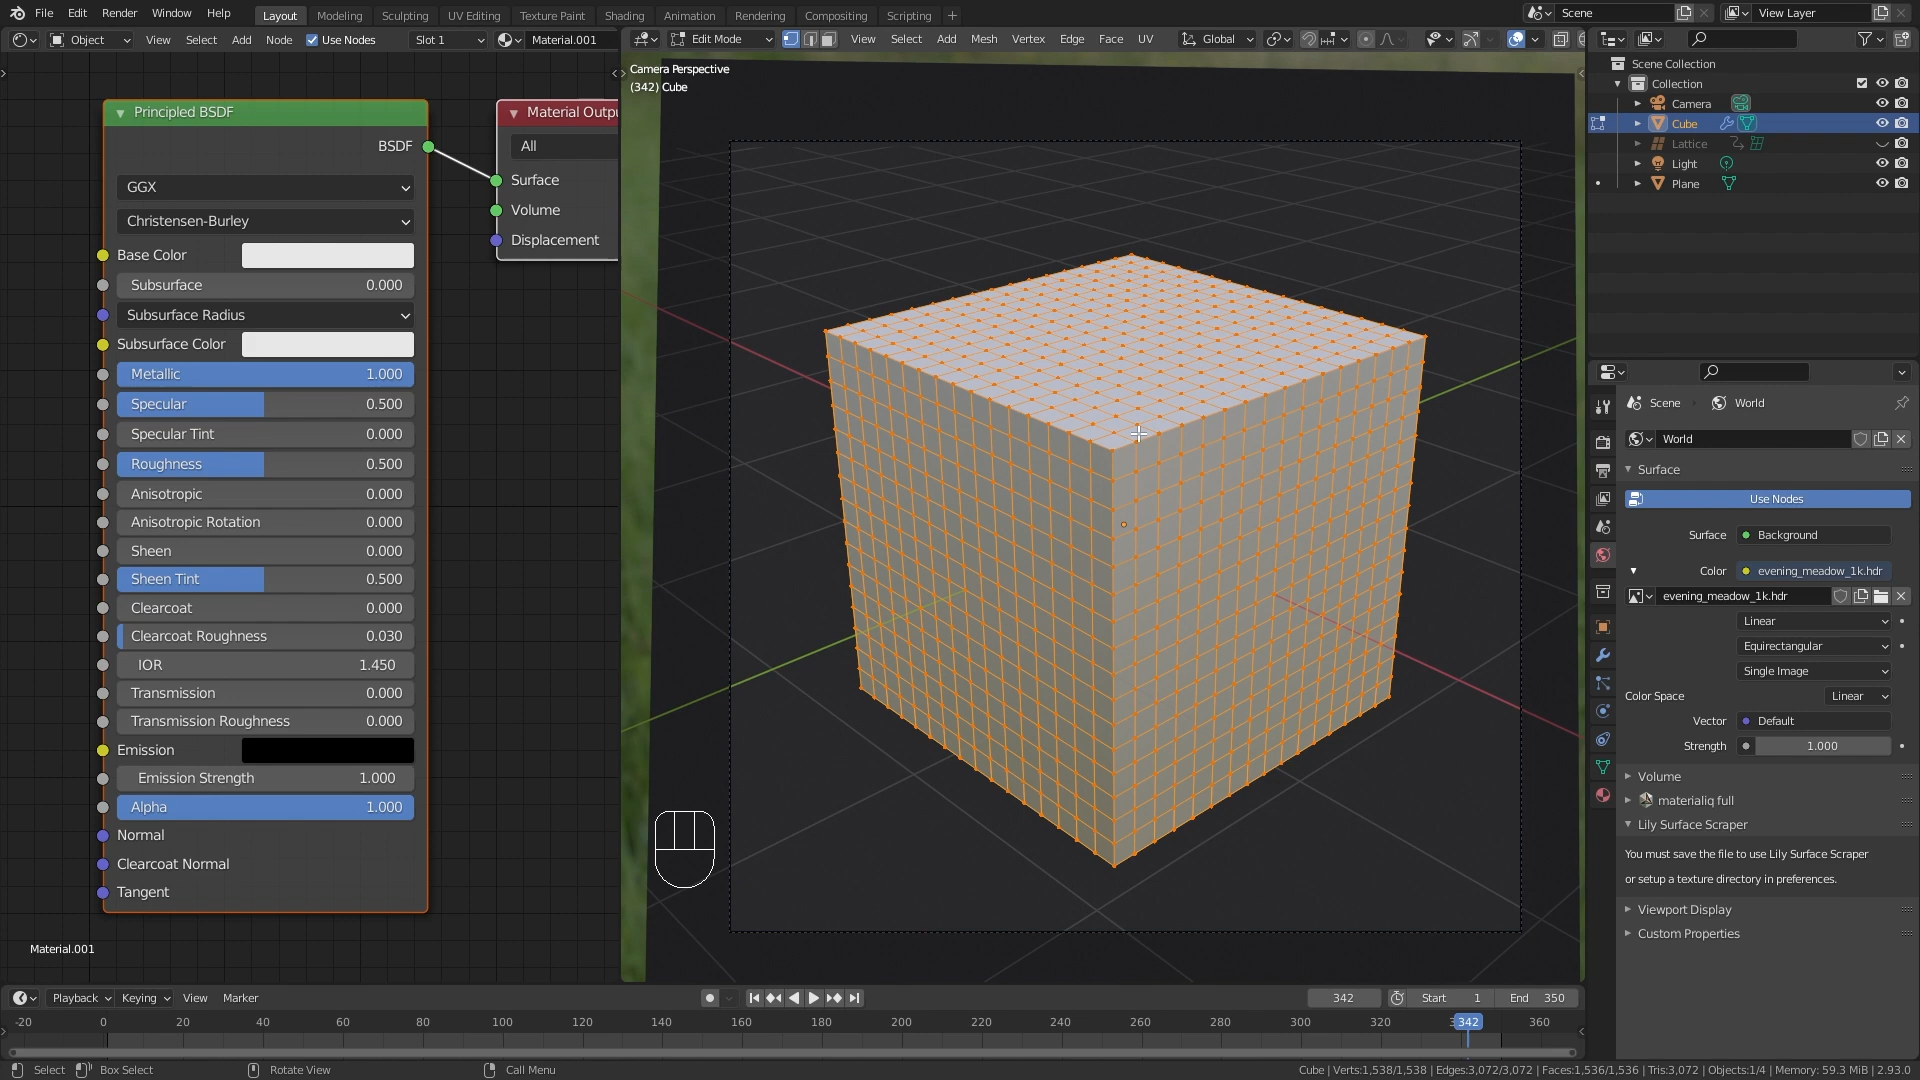 File Edit Render Window Help Layout Modeling Sculpting UV Editing Texture Paint Shading Animation Rendering Compositing Scripting + Scene View Layer
Object View Select Add Node Use Nodes Slot 1 Material.001
Edit Mode View Select Add Mesh Vertex Edge Face UV Global
Principled BSDF
BSDF
GGX
Christensen-Burley
Base Color
Subsurface 0.000
Subsurface Radius
Subsurface Color
Metallic 1.000
Specular 0.500
Specular Tint 0.000
Roughness 0.500
Anisotropic 0.000
Anisotropic Rotation 0.000
Sheen 0.000
Sheen Tint 0.500
Clearcoat 0.000
Clearcoat Roughness 0.030
IOR 1.450
Transmission 0.000
Transmission Roughness 0.000
Emission
Emission Strength 1.000
Alpha 1.000
Normal
Clearcoat Normal
Tangent
Material.001
Material Outpu
All
Surface
Volume
Displacement
Camera Perspective
(342) Cube
Scene Collection
Collection
Camera
Cube
Lattice
Light
Plane
Scene World
World
Surface
Use Nodes
Surface Background
Color evening_meadow_1k.hdr
evening_meadow_1k.hdr
Linear
Equirectangular
Single Image
Color Space Linear
Vector Default
Strength 1.000
Volume
materialiq full
Lily Surface Scraper
You must save the file to use Lily Surface Scraper
or setup a texture directory in preferences.
Viewport Display
Custom Properties
Playback Keying View Marker 342 Start 1 End 350
-20 0 20 40 60 80 100 120 140 160 180 200 220 240 260 280 300 320 342 360
Select Box Select Rotate View Call Menu Cube | Verts:1,538/1,538 | Edges:3,072/3,072 | Faces:1,536/1,536 | Tris:3,072 | Objects:1/4 | Memory: 59.3 MiB | 2.93.0